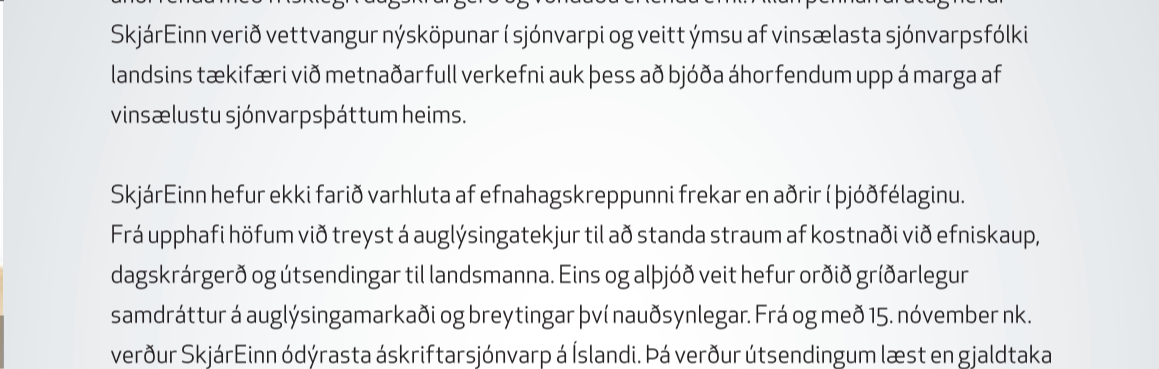 SkjárEinn verið vettvangur nýsköpunar í sjónvarpi og veitt ýmsu af vinsælasta sjónvarpsfólki
landsins tækifæri við metnaðarfull verkefni auk þess að bjóða áhorfendum upp á marga af
vinsælustu sjónvarpsþáttum heims.
SkjárEinn hefur ekki farið varhluta af efnahagskreppunni frekar en aðrir í þjóðfélaginu.
Frá upphafi höfum við treyst á auglýsingatekjur til að standa straum af kostnaði við efniskaup,
dagskrárgerð og útsendingar til landsmanna. Eins og alþjóð veit hefur orðið gríðarlegur
samdráttur á auglýsingamarkaði og breytingar því nauðsynlegar. Frá og með 15. nóvember nk.
verður SkjárEinn ódýrasta áskriftarsjónvarp á Íslandi. Þá verður útsendingum læst en gjaldtaka